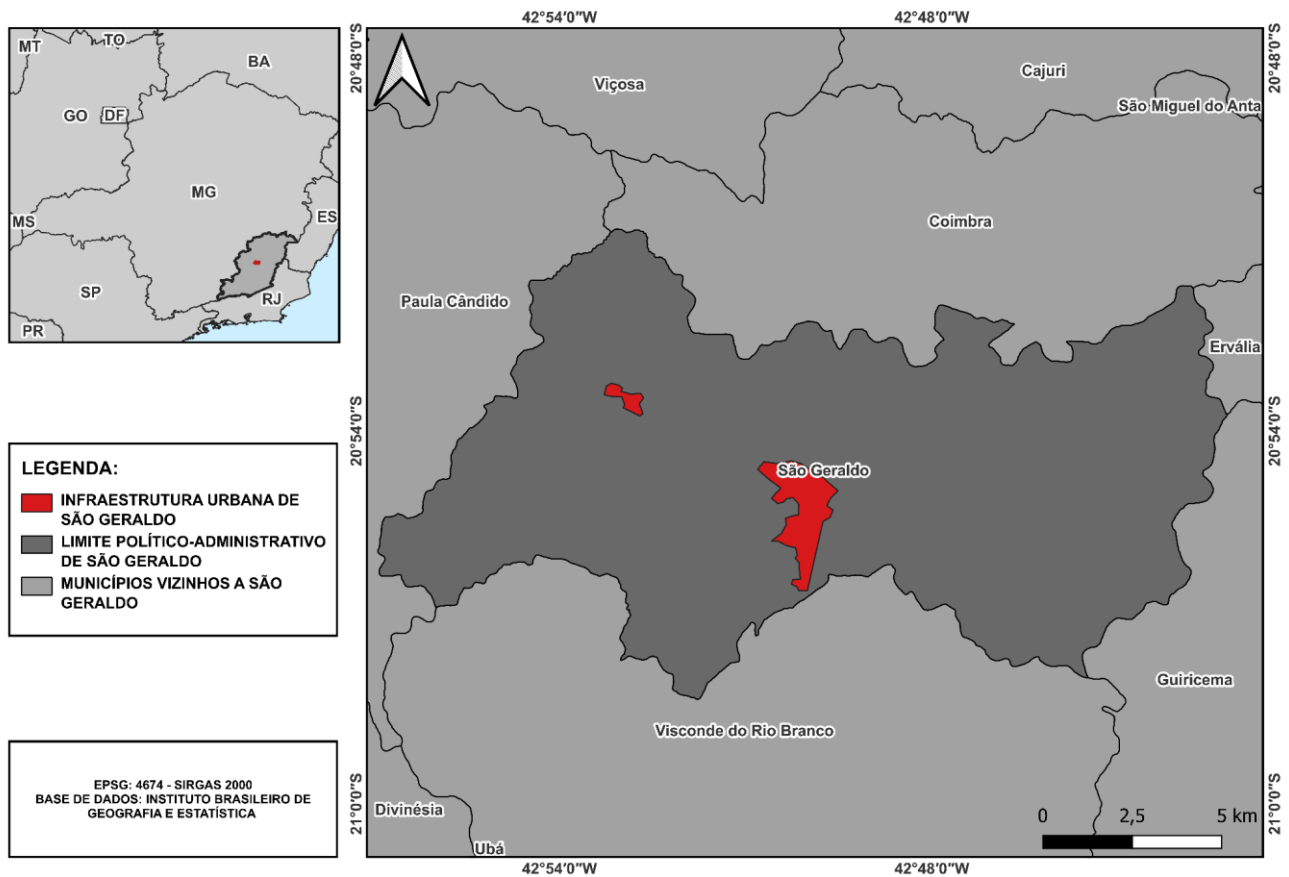 42°54'0"W
42°48'0"W
MT
TO
BA
GO
DF
MG
MS
ES
SP
RJ
PR
20°48'0"S
20°48'0"S
Viçosa
Cajuri
São Miguel do Anta
Coimbra
Paula Cândido
Ervália
20°54'0"S
20°54'0"S
São Geraldo
LEGENDA:
INFRAESTRUTURA URBANA DE
SÃO GERALDO
LIMITE POLÍTICO-ADMINISTRATIVO
DE SÃO GERALDO
MUNICÍPIOS VIZINHOS A SÃO
GERALDO
Guiricema
Visconde do Rio Branco
EPSG: 4674 - SIRGAS 2000
BASE DE DADOS: INSTITUTO BRASILEIRO DE
GEOGRAFIA E ESTATÍSTICA
21°0'0"S
21°0'0"S
Divinésia
Ubá
0 2,5 5 km
42°54'0"W
42°48'0"W